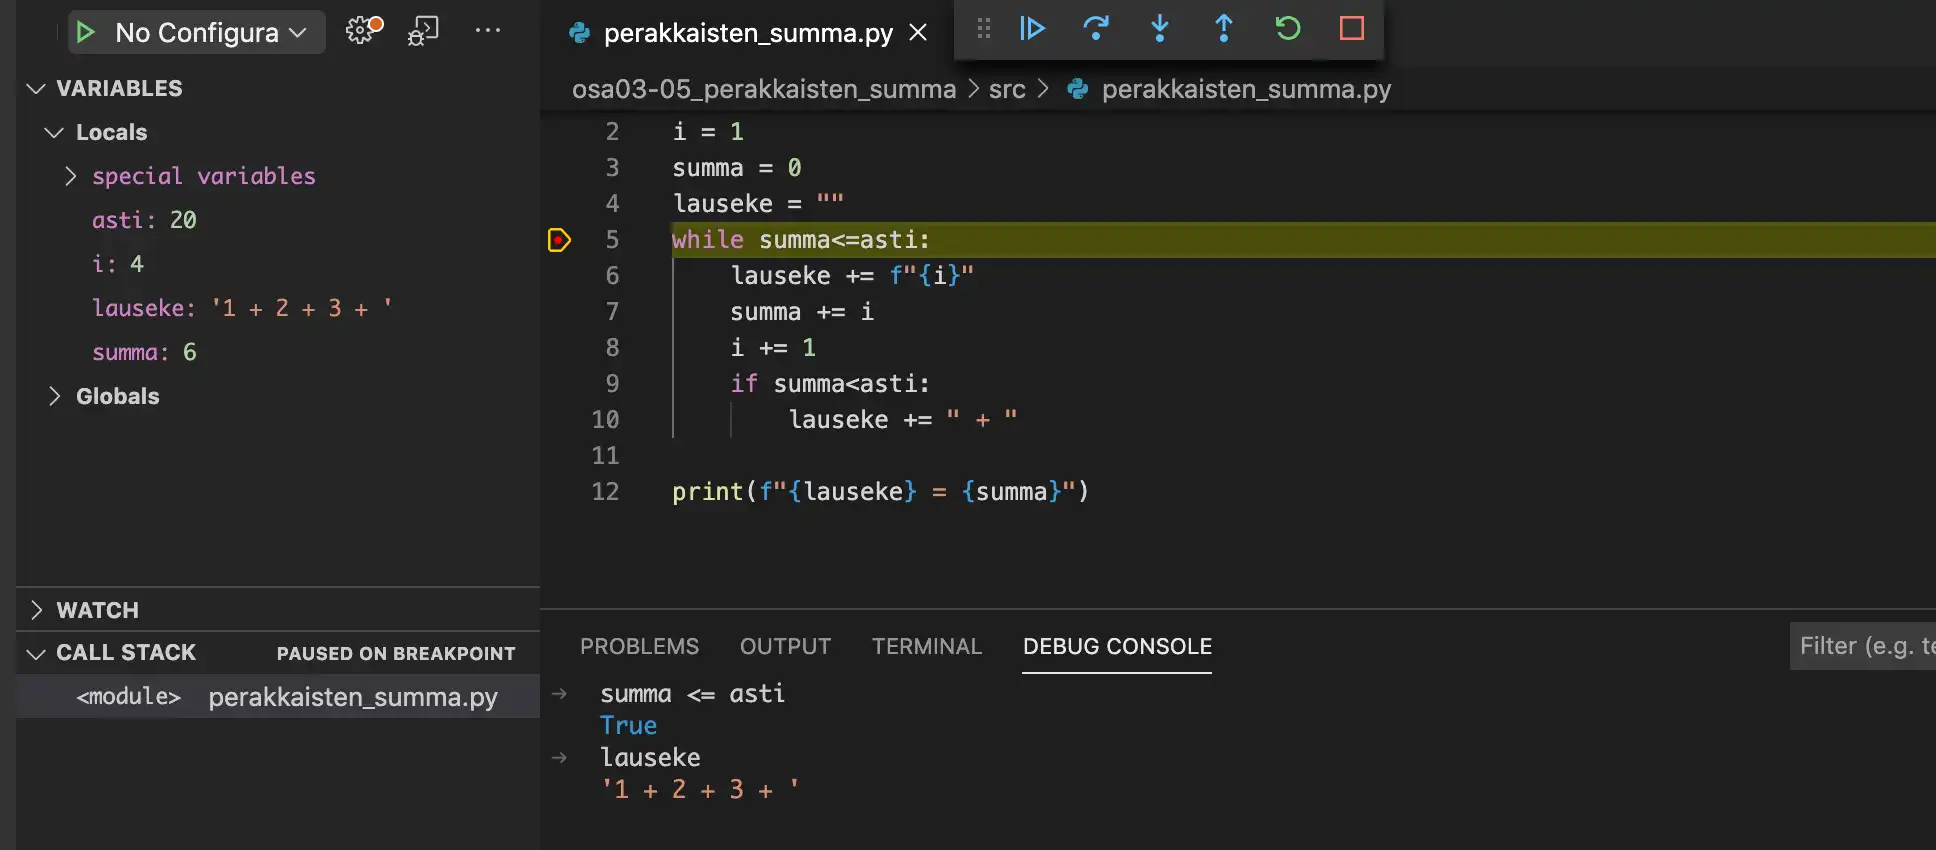 No Configura
VARIABLES
Locals
special variables
asti: 20
i: 4
lauseke: '1 + 2 + 3 + '
summa: 6
Globals
WATCH
CALL STACK PAUSED ON BREAKPOINT
<module> perakkaisten_summa.py
perakkaisten_summa.py
osa03-05_perakkaisten_summa > src > perakkaisten_summa.py
2 i = 1
3 summa = 0
4 lauseke = ""
5 while summa<=asti:
6 lauseke += f"{i}"
7 summa += i
8 i += 1
9 if summa<asti:
10 lauseke += " + "
11
12 print(f"{lauseke} = {summa}")
PROBLEMS OUTPUT TERMINAL DEBUG CONSOLE
Filter (e.g. te
summa <= asti
True
lauseke
'1 + 2 + 3 + '